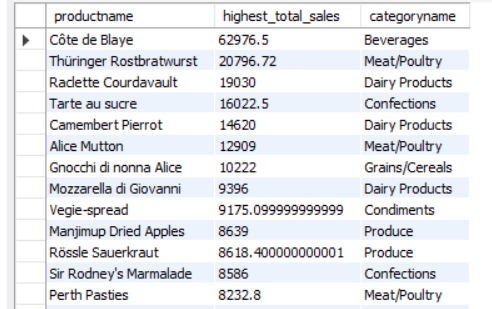 productname highest_total_sales categoryname
Côte de Blaye 62976.5 Beverages
Thüringer Rostbratwurst 20796.72 Meat/Poultry
Raclette Courdavault 19030 Dairy Products
Tarte au sucre 16022.5 Confections
Camembert Pierrot 14620 Dairy Products
Alice Mutton 12909 Meat/Poultry
Gnocchi di nonna Alice 10222 Grains/Cereals
Mozzarella di Giovanni 9396 Dairy Products
Vegie-spread 9175.099999999999 Condiments
Manjimup Dried Apples 8639 Produce
Rössle Sauerkraut 8618.400000000001 Produce
Sir Rodney's Marmalade 8586 Confections
Perth Pasties 8232.8 Meat/Poultry